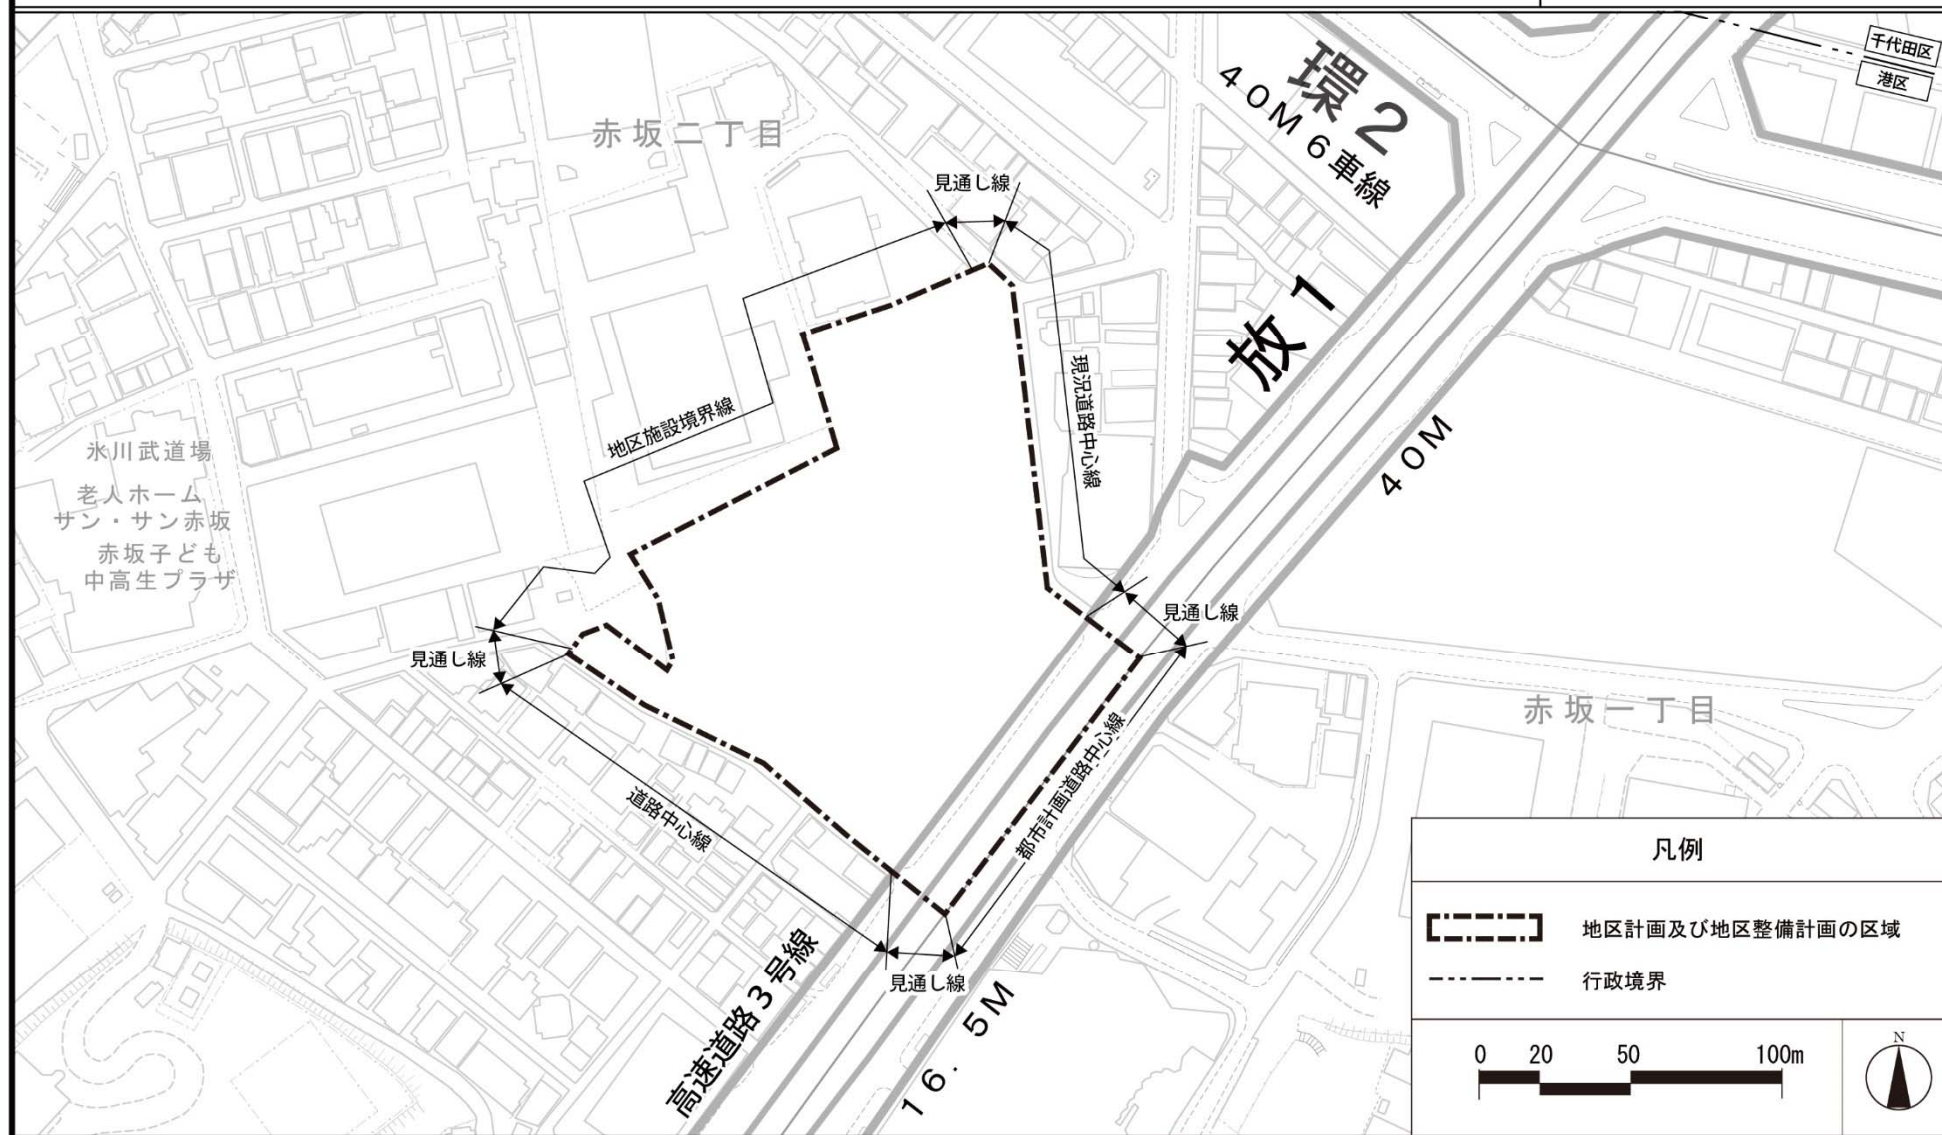 千代田区
港区
環2
40M 6車線
赤坂二丁目
見通し線
放1
現況道路中心線
地区施設境界線
40M
氷川武道場
老人ホーム
サン・サン赤坂
赤坂子ども
中高生プラザ
見通し線
見通し線
赤坂一丁目
都市計画道路中心線
道路中心線
見通し線
高速道路3号線
16.5M
凡例
地区計画及び地区整備計画の区域
行政境界
0 20 50 100m
N